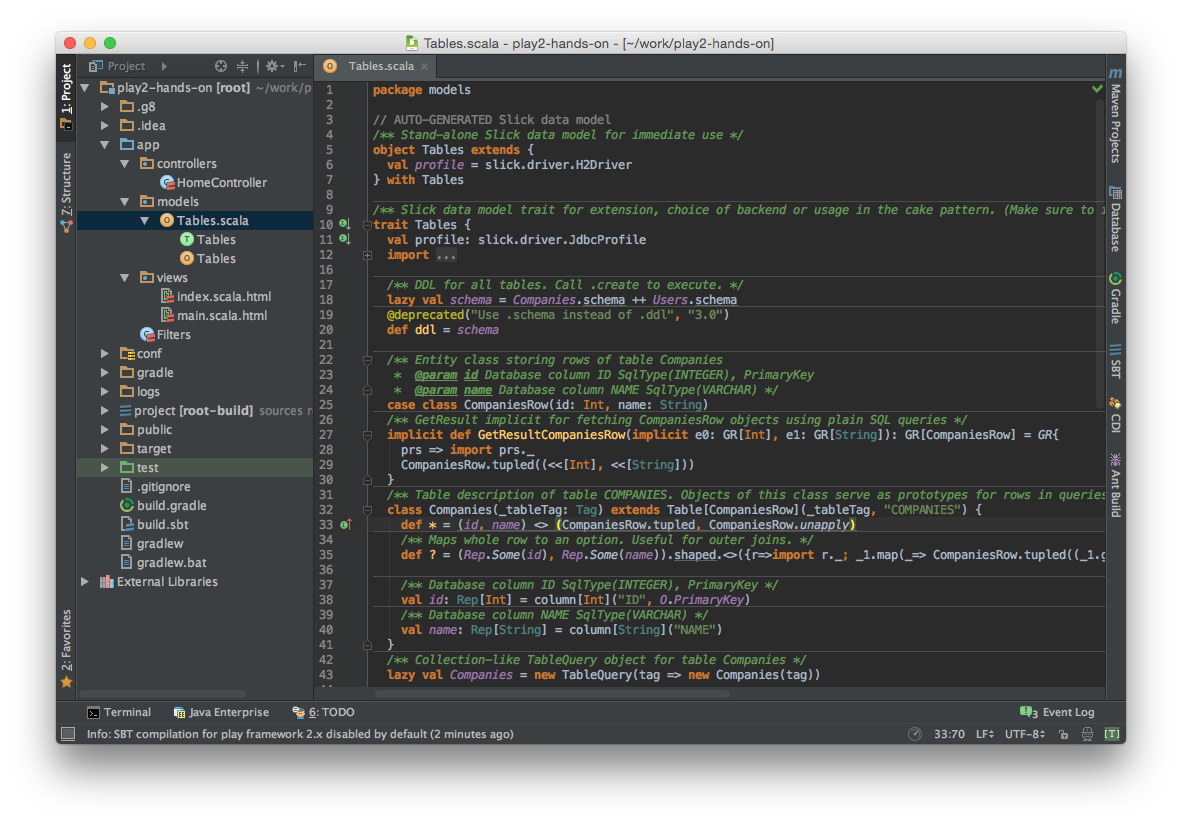 Tables.scala - play2-hands-on - [~/work/play2-hands-on]
Project
Tables.scala
1: Project
Z: Structure
2: Favorites
play2-hands-on [root] ~/work/p
.g8
.idea
app
controllers
HomeController
models
Tables.scala
Tables
Tables
views
index.scala.html
main.scala.html
Filters
conf
gradle
logs
project [root-build] sources r
public
target
test
.gitignore
build.gradle
build.sbt
gradlew
gradlew.bat
External Libraries
1 package models
2
3 // AUTO-GENERATED Slick data model
4 /** Stand-alone Slick data model for immediate use */
5 object Tables extends {
6 val profile = slick.driver.H2Driver
7 } with Tables
8
9 /** Slick data model trait for extension, choice of backend or usage in the cake pattern. (Make sure to i
10 trait Tables {
11 val profile: slick.driver.JdbcProfile
12 import ...
16
17 /** DDL for all tables. Call .create to execute. */
18 lazy val schema = Companies.schema ++ Users.schema
19 @deprecated("Use .schema instead of .ddl", "3.0")
20 def ddl = schema
21
22 /** Entity class storing rows of table Companies
23 * @param id Database column ID SqlType(INTEGER), PrimaryKey
24 * @param name Database column NAME SqlType(VARCHAR) */
25 case class CompaniesRow(id: Int, name: String)
26 /** GetResult implicit for fetching CompaniesRow objects using plain SQL queries */
27 implicit def GetResultCompaniesRow(implicit e0: GR[Int], e1: GR[String]): GR[CompaniesRow] = GR{
28 prs => import prs._
29 CompaniesRow.tupled((<<[Int], <<[String]))
30 }
31 /** Table description of table COMPANIES. Objects of this class serve as prototypes for rows in queries
32 class Companies(_tableTag: Tag) extends Table[CompaniesRow](_tableTag, "COMPANIES") {
33 def * = (id, name) <> (CompaniesRow.tupled, CompaniesRow.unapply)
34 /** Maps whole row to an option. Useful for outer joins. */
35 def ? = (Rep.Some(id), Rep.Some(name)).shaped.<>({r=>import r._; _1.map(_=> CompaniesRow.tupled((_1.g
36
37 /** Database column ID SqlType(INTEGER), PrimaryKey */
38 val id: Rep[Int] = column[Int]("ID", O.PrimaryKey)
39 /** Database column NAME SqlType(VARCHAR) */
40 val name: Rep[String] = column[String]("NAME")
41 }
42 /** Collection-like TableQuery object for table Companies */
43 lazy val Companies = new TableQuery(tag => new Companies(tag))
Maven Projects
Database
Gradle
SBT
CDI
Ant Build
Terminal
Java Enterprise
6: TODO
3 Event Log
Info: SBT compilation for play framework 2.x disabled by default (2 minutes ago)
33:70 LF UTF-8 [T]